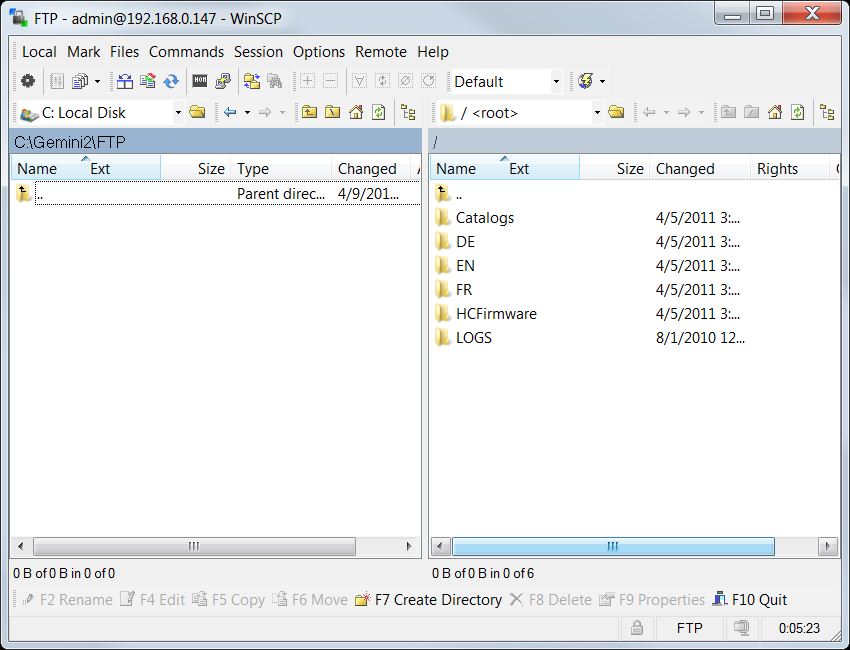 FTP - admin@192.168.0.147 - WinSCP
Local Mark Files Commands Session Options Remote Help
Default
C: Local Disk
/ <root>
C:\Gemini2\FTP
/
Name Ext Size Type Changed
Name Ext Size Changed Rights
.. Parent direc... 4/9/201...
..
Catalogs 4/5/2011 3:...
DE 4/5/2011 3:...
EN 4/5/2011 3:...
FR 4/5/2011 3:...
HCFirmware 4/5/2011 3:...
LOGS 8/1/2010 12...
0 B of 0 B in 0 of 0
0 B of 0 B in 0 of 6
F2 Rename F4 Edit F5 Copy F6 Move F7 Create Directory F8 Delete F9 Properties F10 Quit
FTP 0:05:23